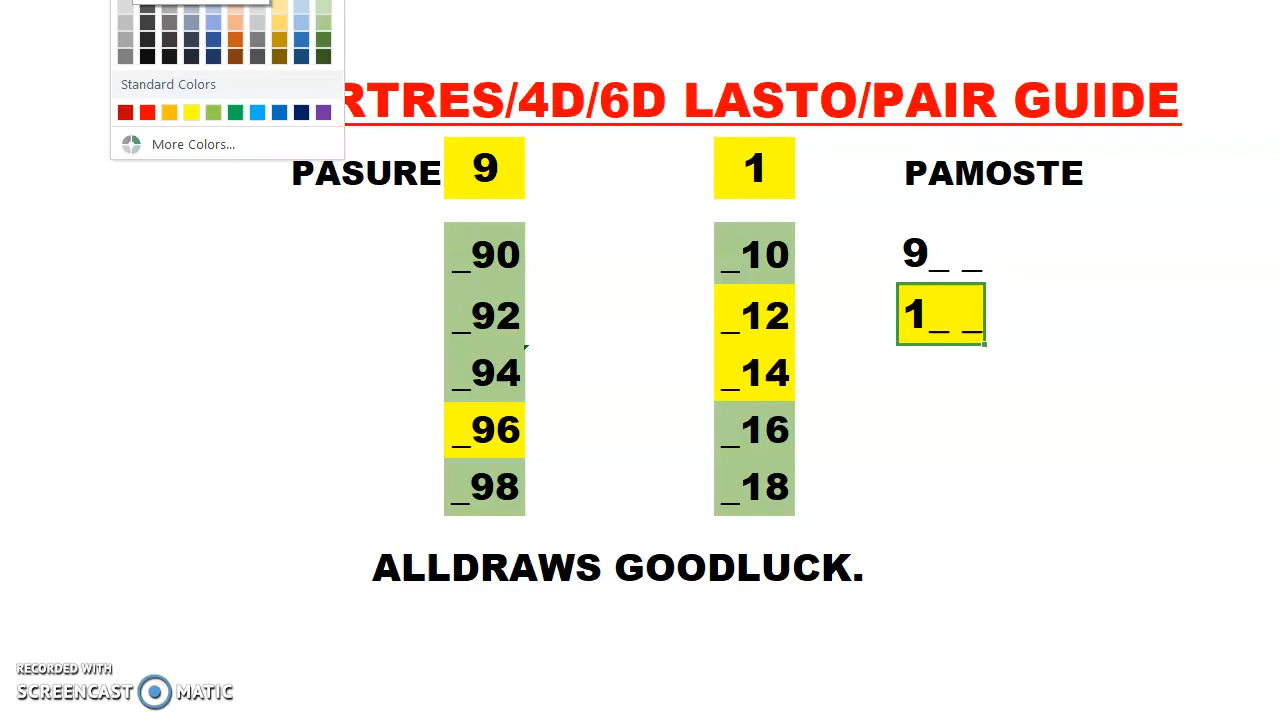 Standard Colors
More Colors...
RTRES/4D/6D LASTO/PAIR GUIDE
PASURE 9 1 PAMOSTE
_90 _10 9_ _
_92 _12 1_ _
_94 _14
_96 _16
_98 _18
ALLDRAWS GOODLUCK.
RECORDED WITH
SCREENCAST MATIC